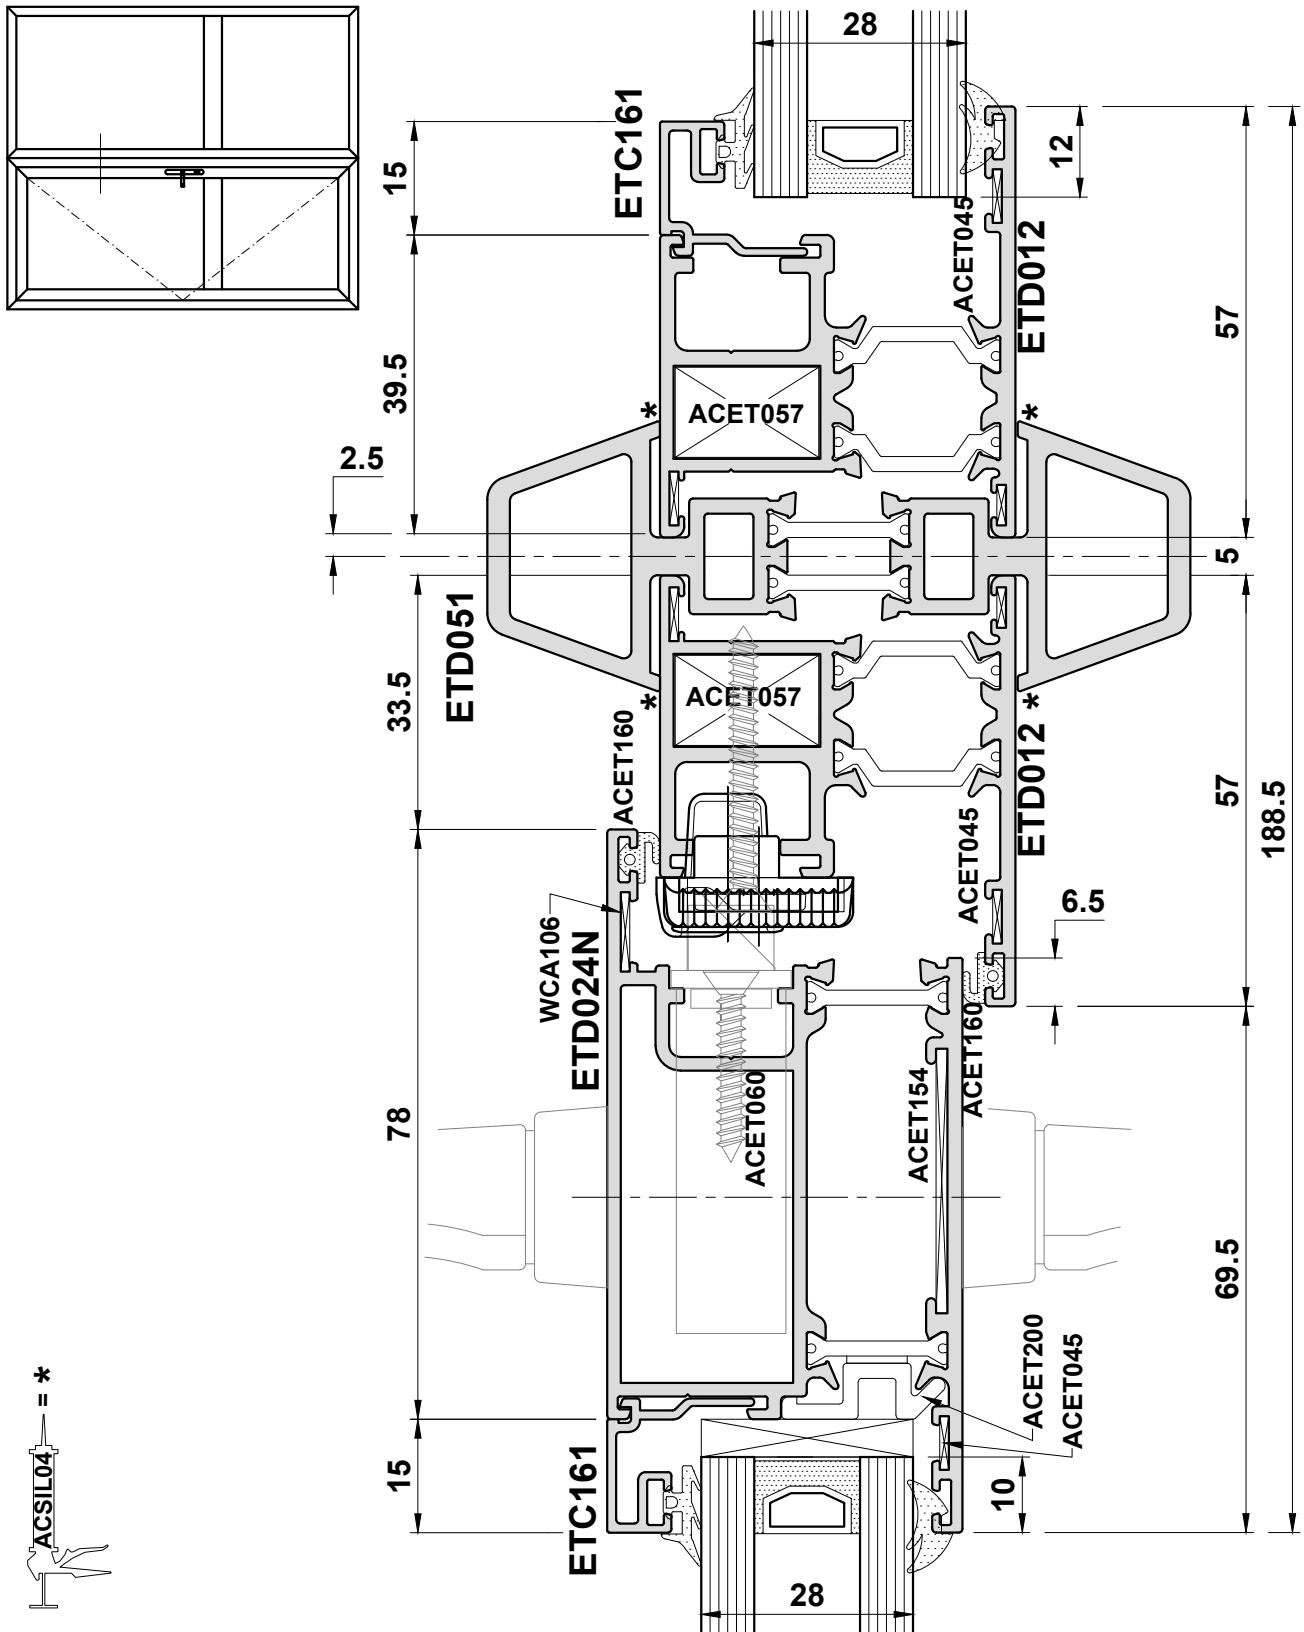 28
ETC161
15
12
ACET045
ETD012
57
39.5
ACET057
*
*
2.5
5
ETD051
33.5
ACET057
*
*
ACET160
ETD012
57
188.5
ACET045
6.5
WCA106
ETD024N
78
ACET060
ACET154
ACET160
69.5
ACET200
ACET045
15
ETC161
10
28
= *
ACSIL04